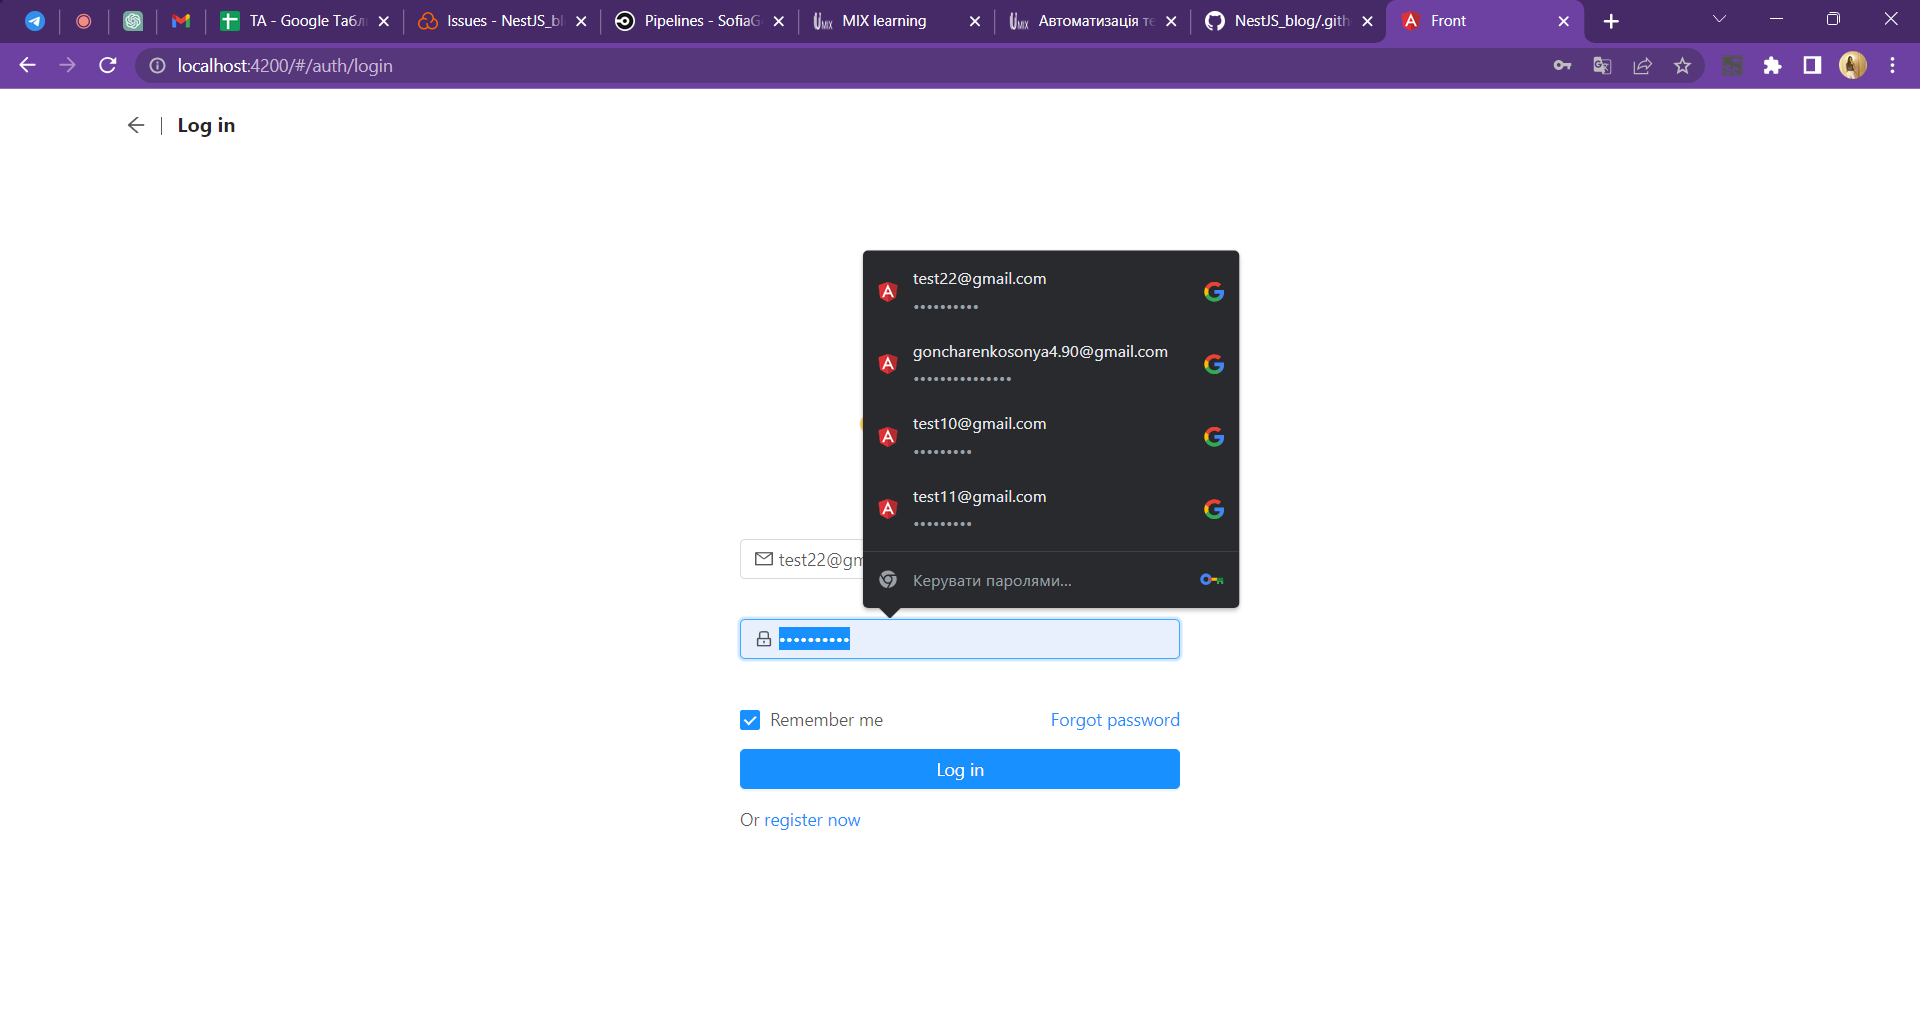 TA - Google Табл
Issues - NestJS_bl
Pipelines - SofiaG
MIX learning
Автоматизація те
NestJS_blog/.gith
Front
localhost:4200/#/auth/login
Log in
test22@gmail.com
••••••••••
goncharenkosonya4.90@gmail.com
•••••••••••••••
test10@gmail.com
•••••••••
test11@gmail.com
•••••••••
Керувати паролями...
test22@gm
••••••••••
Remember me
Forgot password
Log in
Or register now